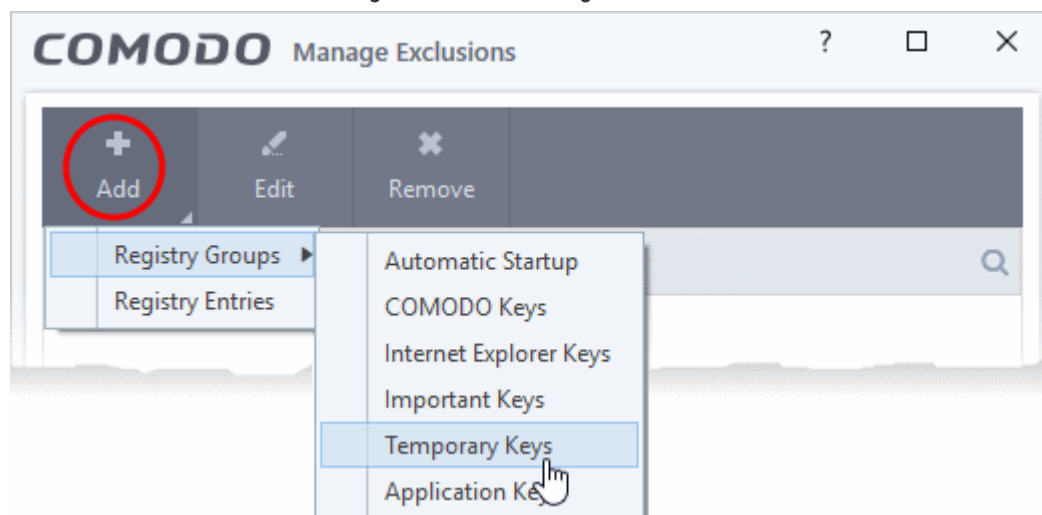 COMODO Manage Exclusions ?
Add Edit Remove
Registry Groups
Registry Entries
Automatic Startup
COMODO Keys
Internet Explorer Keys
Important Keys
Temporary Keys
Application